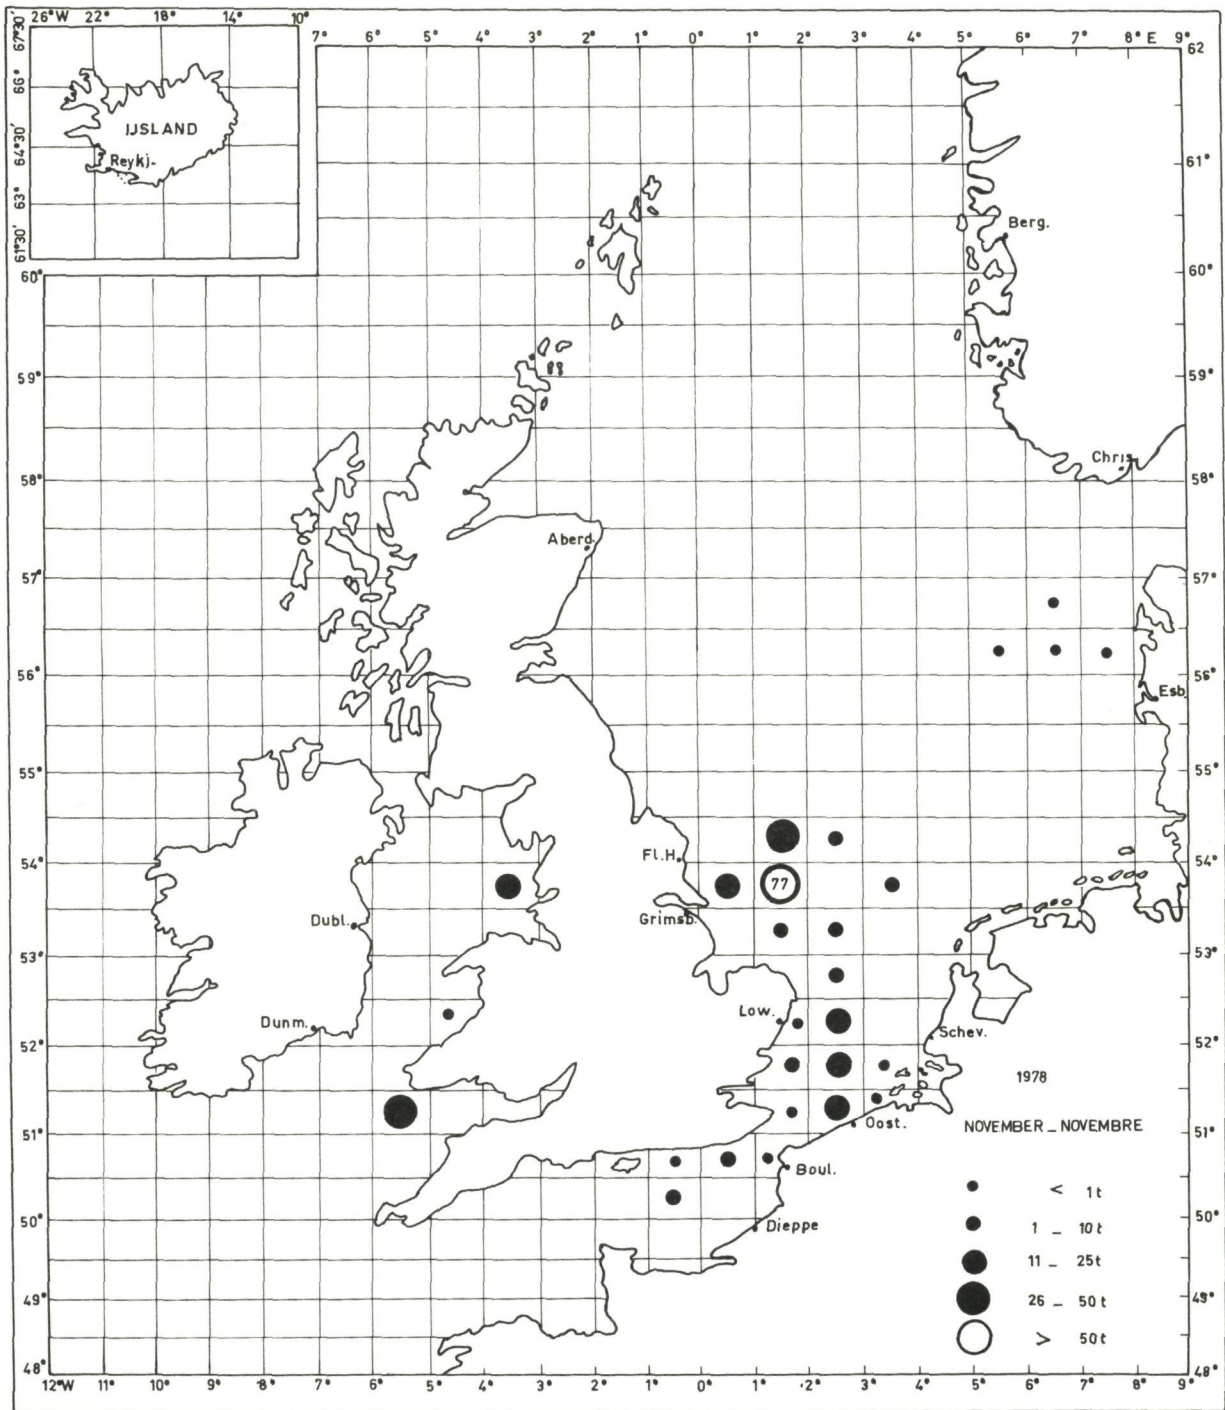 26°W 22° 18° 14° 10°
67°30'
66°
64°30'
63°
61°30'
IJSLAND
Reykj.
7° 6° 5° 4° 3° 2° 1° 0° 1° 2° 3° 4° 5° 6° 7° 8° E 9°
62
61°
60° 60°
59° 59°
58° 58°
57° 57°
56° 56°
55° 55°
54° 54°
53° 53°
52° 52°
51° 51°
50° 50°
49° 49°
48° 48°
Berg.
Chris
Aberd.
Esb
Fl.H.
77
Grimsb.
Dubl.
Low.
Dunm.
Schev.
Oost.
Boul.
Dieppe
1978
NOVEMBER _ NOVEMBRE
< 1t
1 _ 10t
11 _ 25t
26 _ 50t
> 50t
12°W 11° 10° 9° 8° 7° 6° 5° 4° 3° 2° 1° 0° 1° 2° 3° 4° 5° 6° 7° 8° 9°